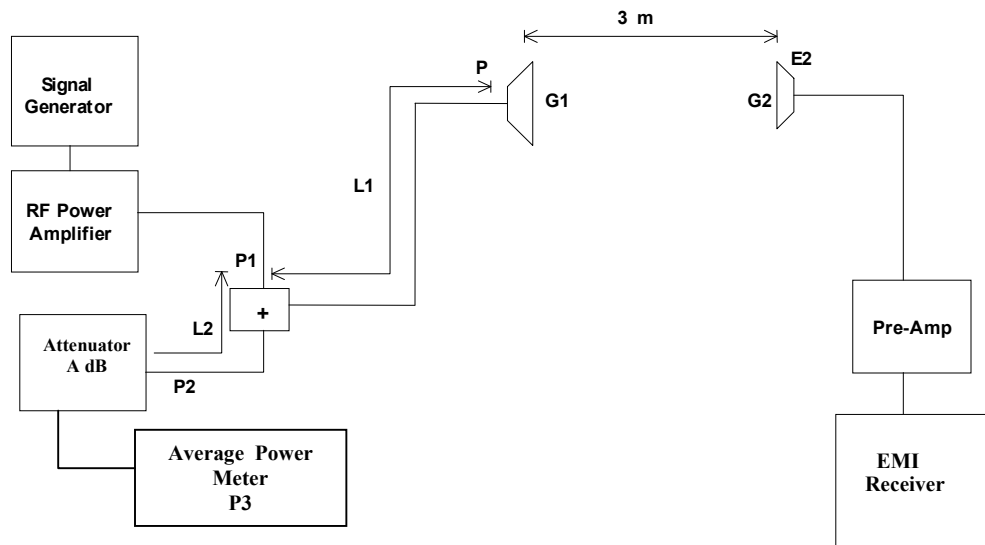 3 m
P
E2
G1
G2
Signal
Generator
L1
RF Power
Amplifier
P1
+
L2
Attenuator
A dB
P2
Pre-Amp
Average Power
Meter
P3
EMI
Receiver